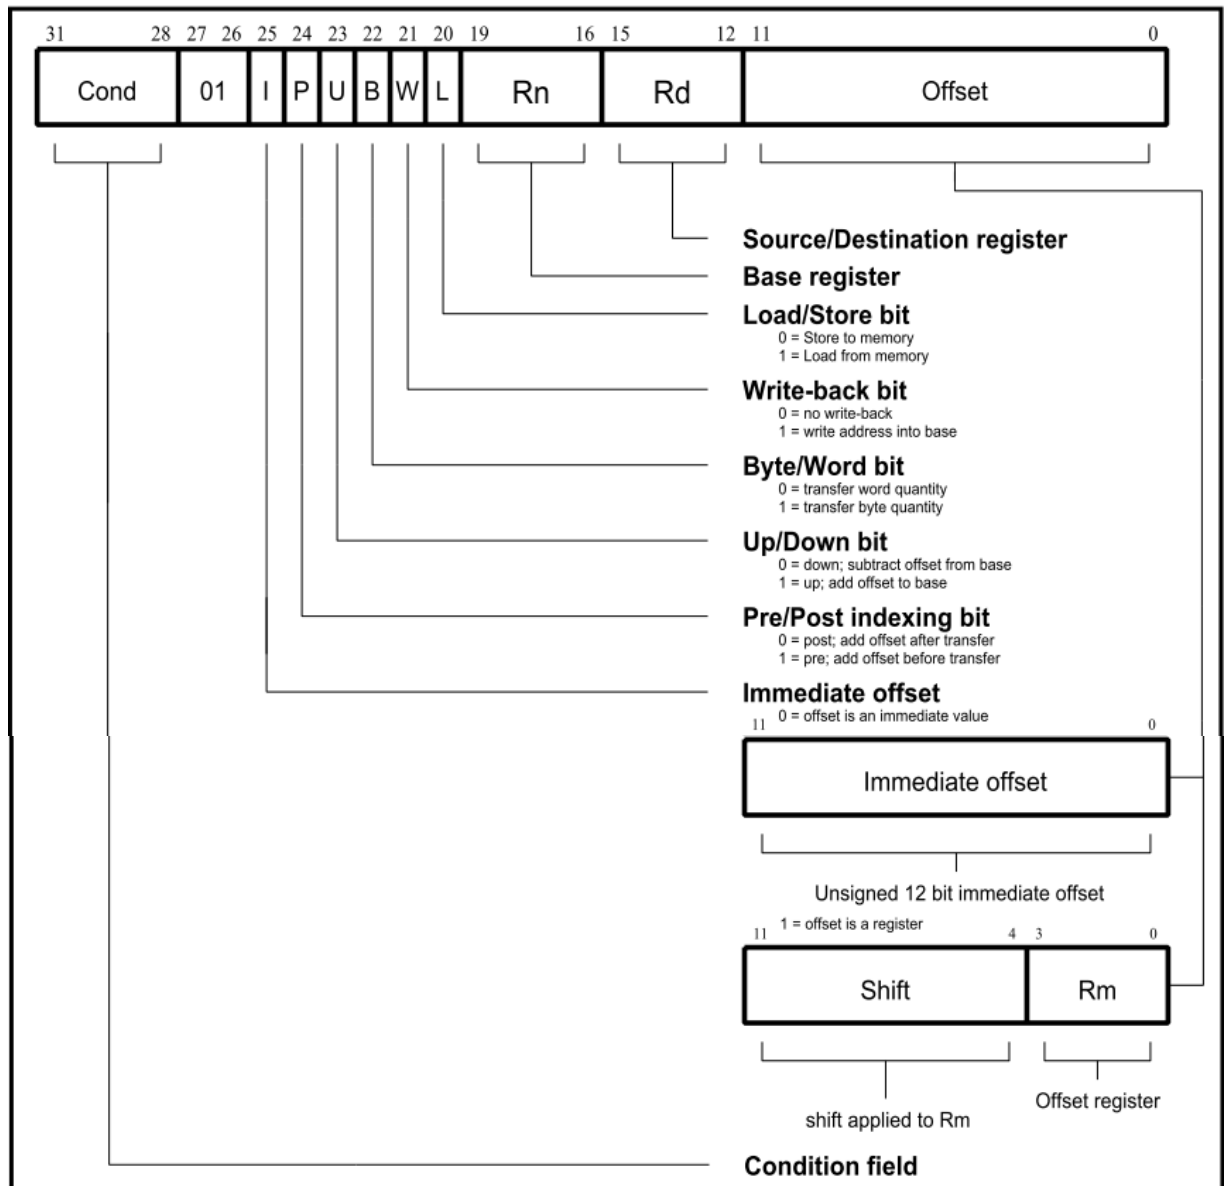 31 28 27 26 25 24 23 22 21 20 19 16 15 12 11 0
Cond 01 I P U B W L Rn Rd Offset
Source/Destination register
Base register
Load/Store bit
0 = Store to memory
1 = Load from memory
Write-back bit
0 = no write-back
1 = write address into base
Byte/Word bit
0 = transfer word quantity
1 = transfer byte quantity
Up/Down bit
0 = down; subtract offset from base
1 = up; add offset to base
Pre/Post indexing bit
0 = post; add offset after transfer
1 = pre; add offset before transfer
Immediate offset
0 = offset is an immediate value
11 0
Immediate offset
Unsigned 12 bit immediate offset
1 = offset is a register
11 4 3 0
Shift Rm
Offset register
shift applied to Rm
Condition field